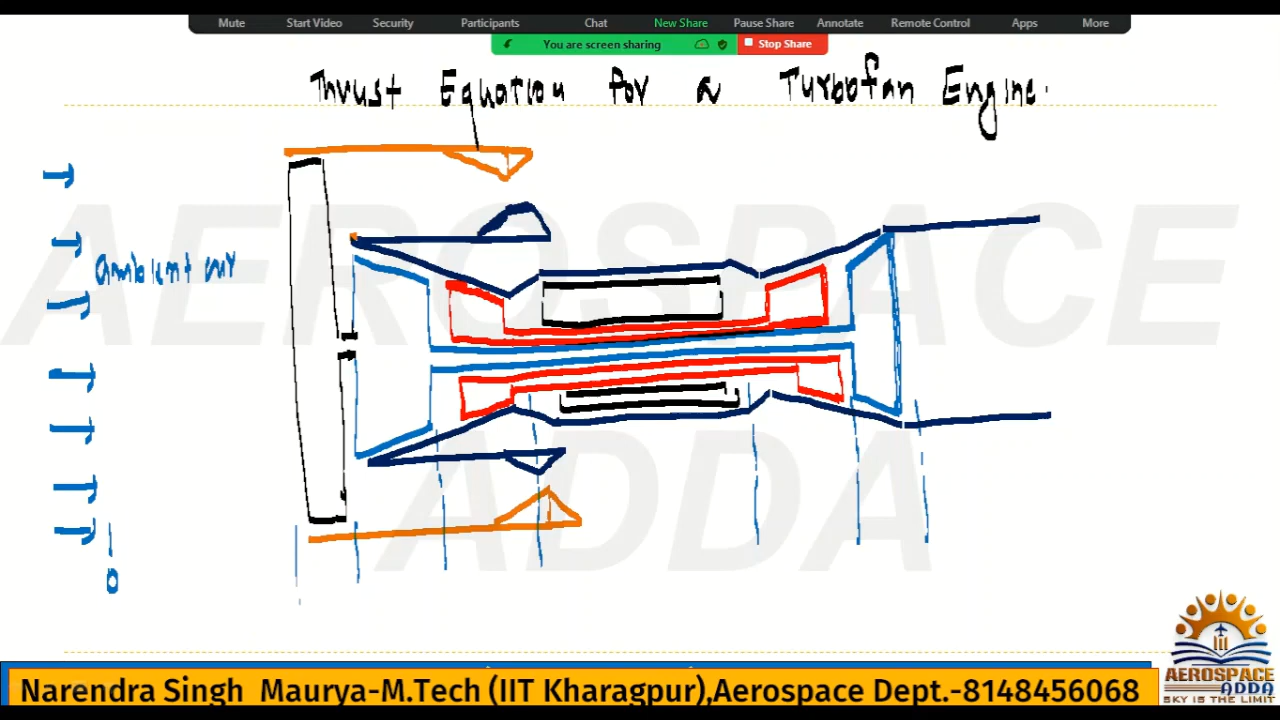 Mute Start Video Security Participants Chat New Share Pause Share Annotate Remote Control Apps More
You are screen sharing Stop Share
Thrust Equation for a Turbofan Engine.
ambient air
0
AEROSPACE
ADDA
AEROSPACE
ADDA
SKY IS THE LIMIT
Narendra Singh Maurya-M.Tech (IIT Kharagpur),Aerospace Dept.-8148456068